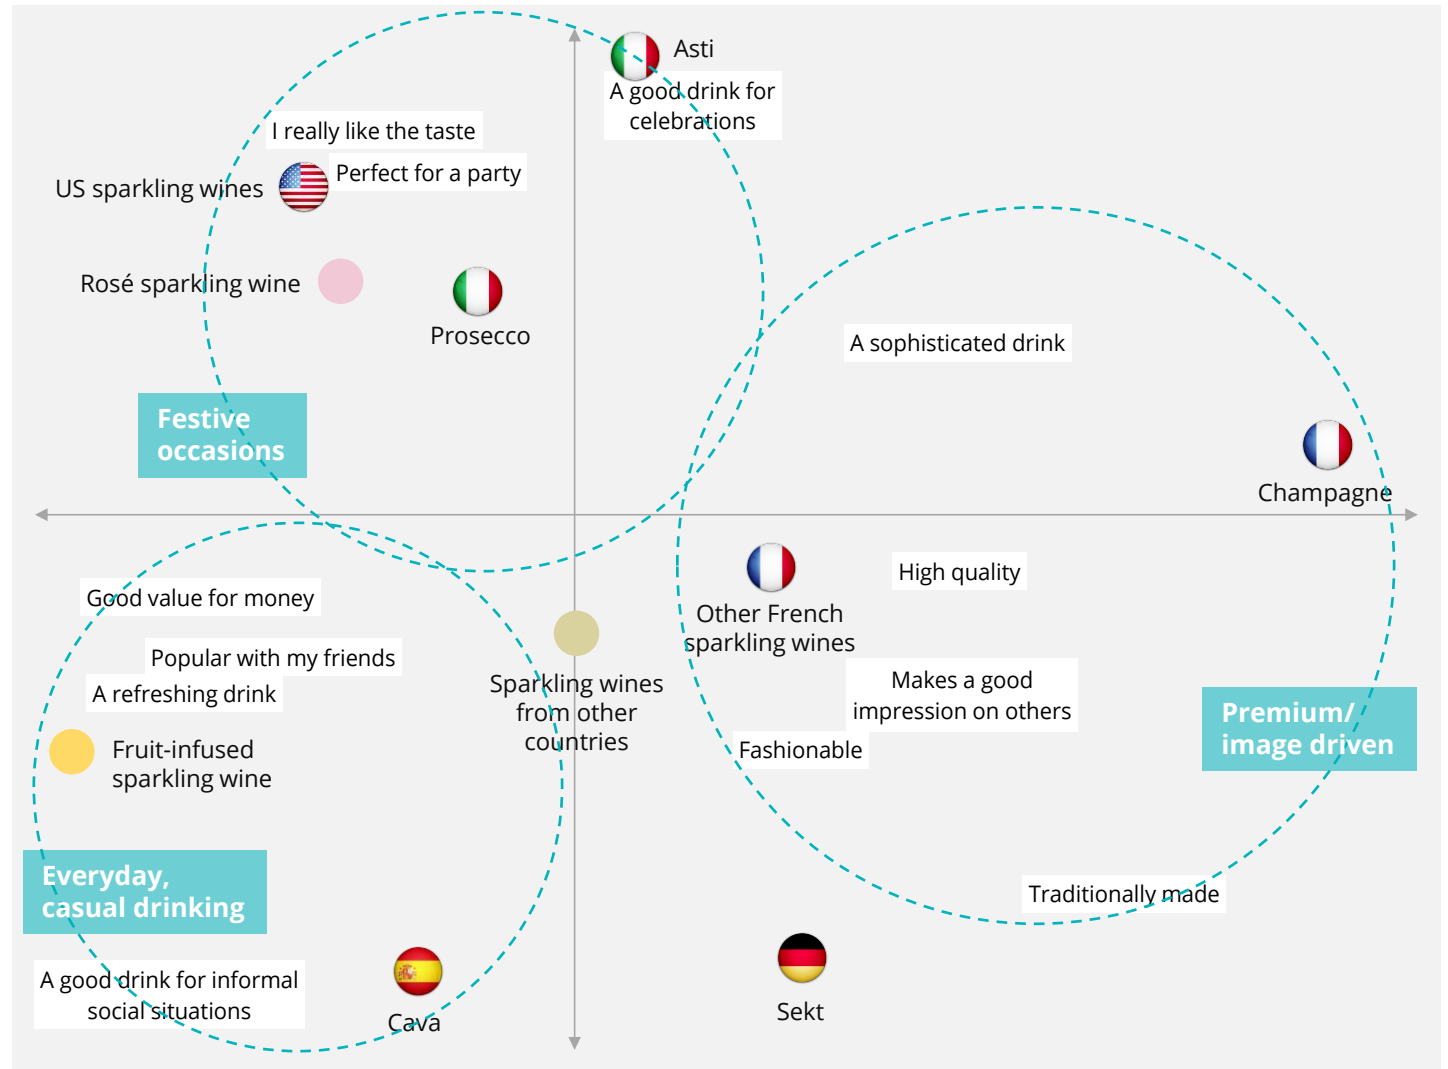 Asti
A good drink for
celebrations
I really like the taste
Perfect for a party
US sparkling wines
Rosé sparkling wine
Prosecco
A sophisticated drink
Festive
occasions
Champagne
High quality
Good value for money
Other French
sparkling wines
Popular with my friends
A refreshing drink
Sparkling wines
from other
countries
Makes a good
impression on others
Fashionable
Premium/
image driven
Fruit-infused
sparkling wine
Everyday,
casual drinking
Traditionally made
A good drink for informal
social situations
Cava
Sekt